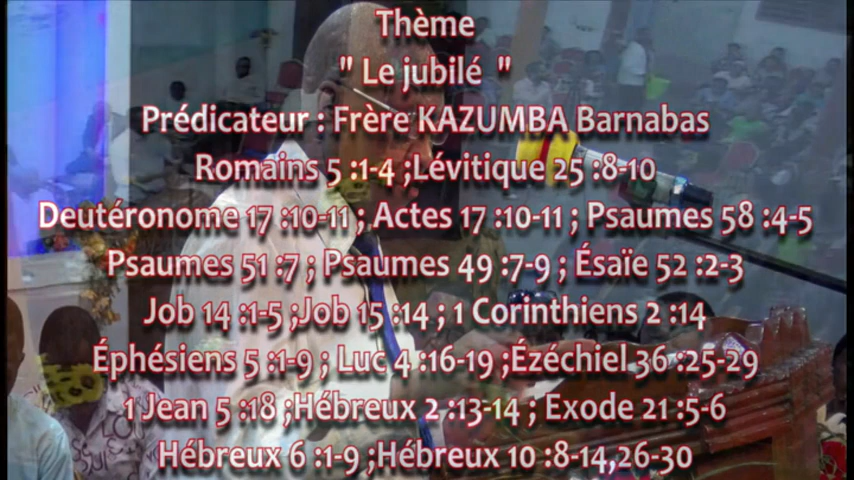 Thème
" Le jubilé "
Prédicateur : Frère KAZUMBA Barnabas
Romains 5 :1-4 ;Lévitique 25 :8-10
Deutéronome 17 :10-11 ; Actes 17 :10-11 ; Psaumes 58 :4-5
Psaumes 51 :7 ; Psaumes 49 :7-9 ; Ésaïe 52 :2-3
Job 14 :1-5 ;Job 15 :14 ; 1 Corinthiens 2 :14
Éphésiens 5 :1-9 ; Luc 4 :16-19 ;Ézéchiel 36 :25-29
1 Jean 5 :18 ;Hébreux 2 :13-14 ; Exode 21 :5-6
Hébreux 6 :1-9 ;Hébreux 10 :8-14,26-30